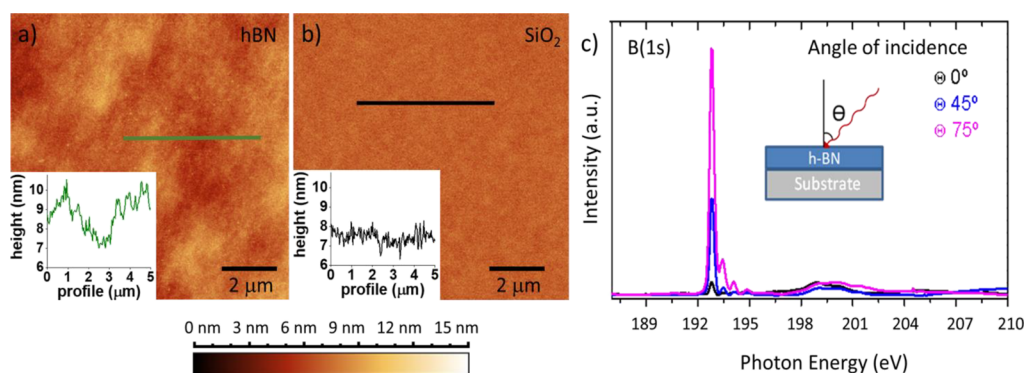 a)
hBN
height (nm)
10
9
8
7
6
0 1 2 3 4 5
profile (μm)
2 μm
b)
SiO₂
height (nm)
10
9
8
7
6
0 1 2 3 4 5
profile (μm)
2 μm
0 nm 3 nm 6 nm 9 nm 12 nm 15 nm
c)
B(1s)
Angle of incidence
Θ 0º
Θ 45º
Θ 75º
Θ
h-BN
Substrate
Intensity (a.u.)
189 192 195 198 201 204 207 210
Photon Energy (eV)